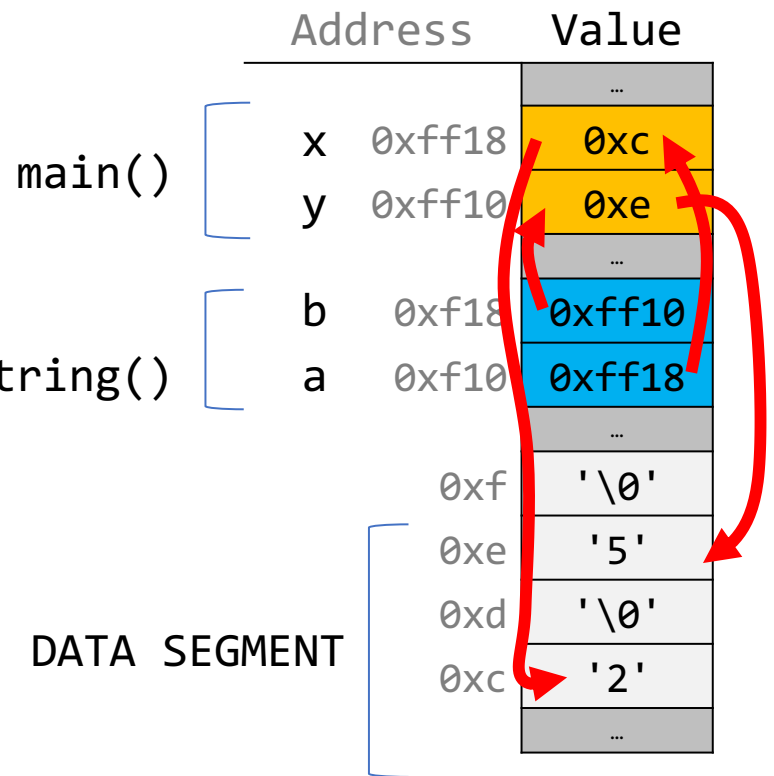 Address Value
…
x 0xff18 0xc
main()
y 0xff10 0xe
…
b 0xf18 0xff10
tring()
a 0xf10 0xff18
…
0xf '\0'
0xe '5'
0xd '\0'
DATA SEGMENT
0xc '2'
…